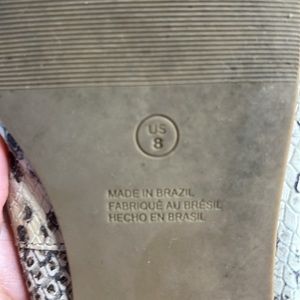 US
8
MADE IN BRAZIL
FABRIQUÉ AU BRÉSIL
HECHO EN BRASIL